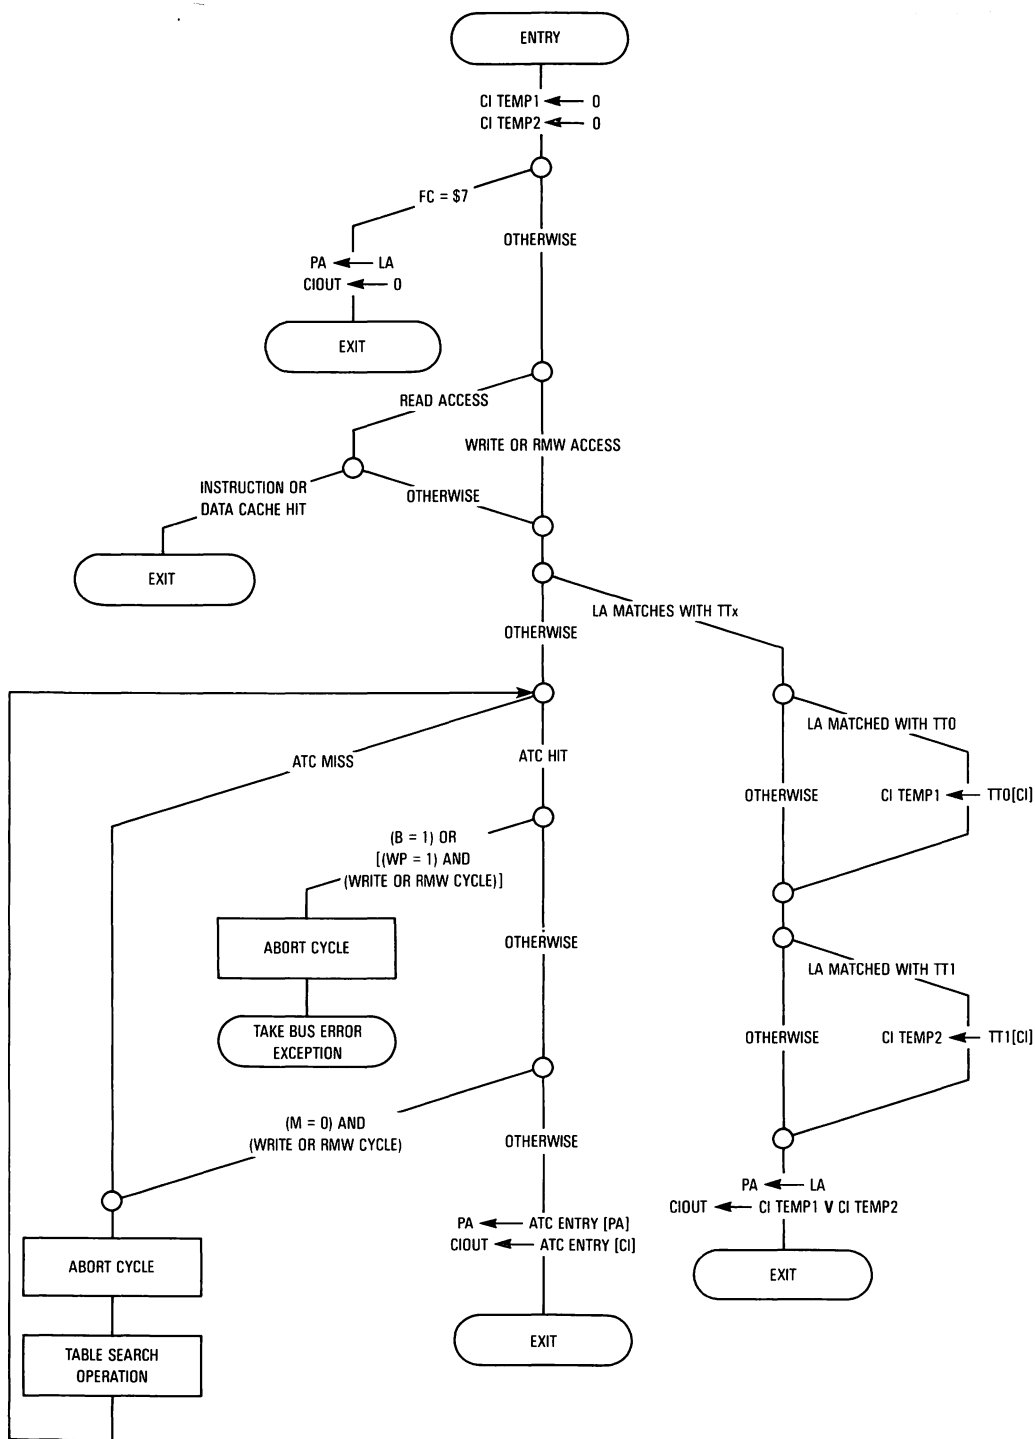 ENTRY
CI TEMP1 ← 0
CI TEMP2 ← 0
FC = $7
OTHERWISE
PA ← LA
CIOUT ← 0
EXIT
READ ACCESS
WRITE OR RMW ACCESS
INSTRUCTION OR
DATA CACHE HIT
OTHERWISE
EXIT
LA MATCHES WITH TTx
OTHERWISE
LA MATCHED WITH TT0
ATC MISS
ATC HIT
OTHERWISE
CI TEMP1 ← TT0[CI]
(B = 1) OR
[(WP = 1) AND
(WRITE OR RMW CYCLE)]
ABORT CYCLE
OTHERWISE
LA MATCHED WITH TT1
TAKE BUS ERROR
EXCEPTION
OTHERWISE
CI TEMP2 ← TT1[CI]
(M = 0) AND
(WRITE OR RMW CYCLE)
OTHERWISE
PA ← LA
CIOUT ← CI TEMP1 V CI TEMP2
PA ← ATC ENTRY [PA]
CIOUT ← ATC ENTRY [CI]
ABORT CYCLE
EXIT
TABLE SEARCH
OPERATION
EXIT